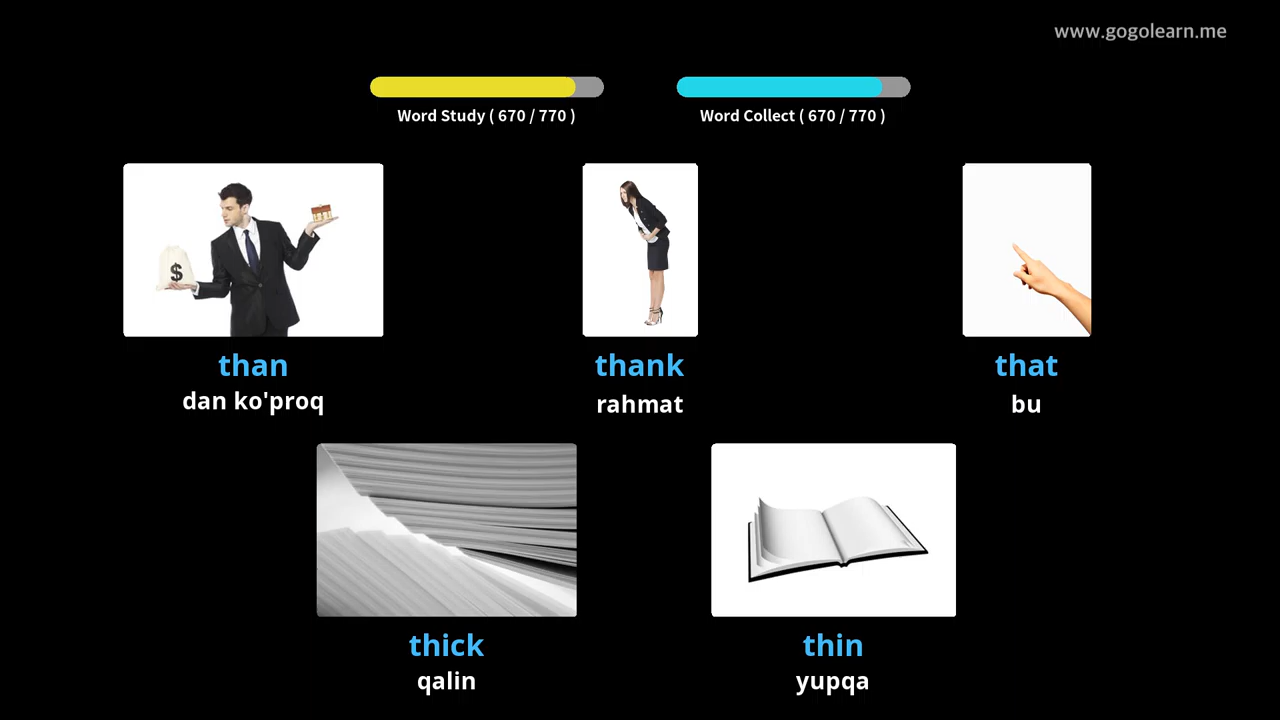 www.gogolearn.me
Word Study ( 670 / 770 )
Word Collect ( 670 / 770 )
$
than
dan ko'proq
thank
rahmat
that
bu
thick
qalin
thin
yupqa